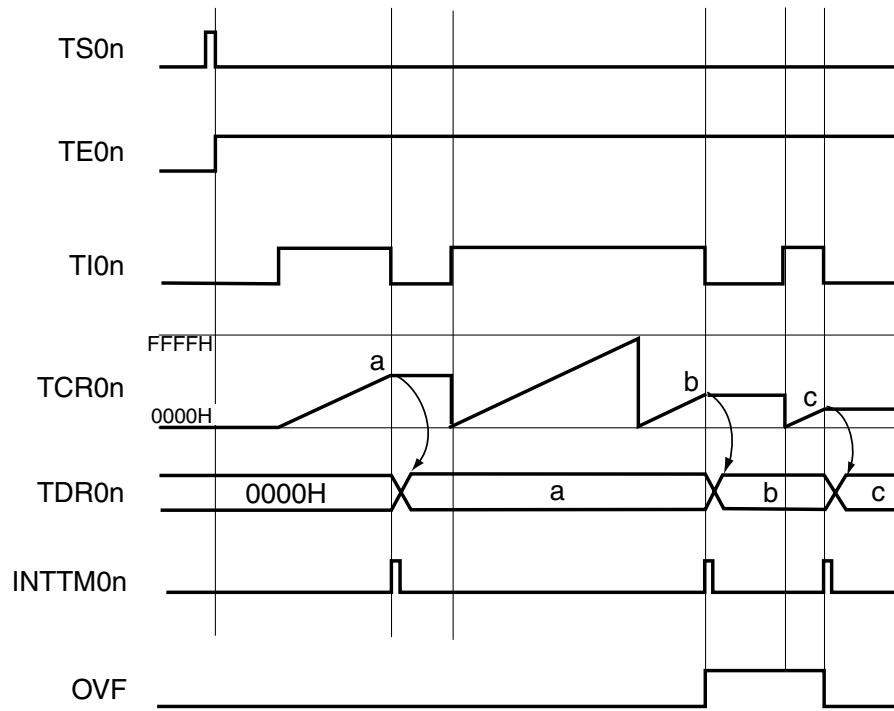 TS0n
TE0n
TI0n
FFFFH
a
b
TCR0n
c
0000H
TDR0n
0000H
a
b
c
INTTM0n
OVF